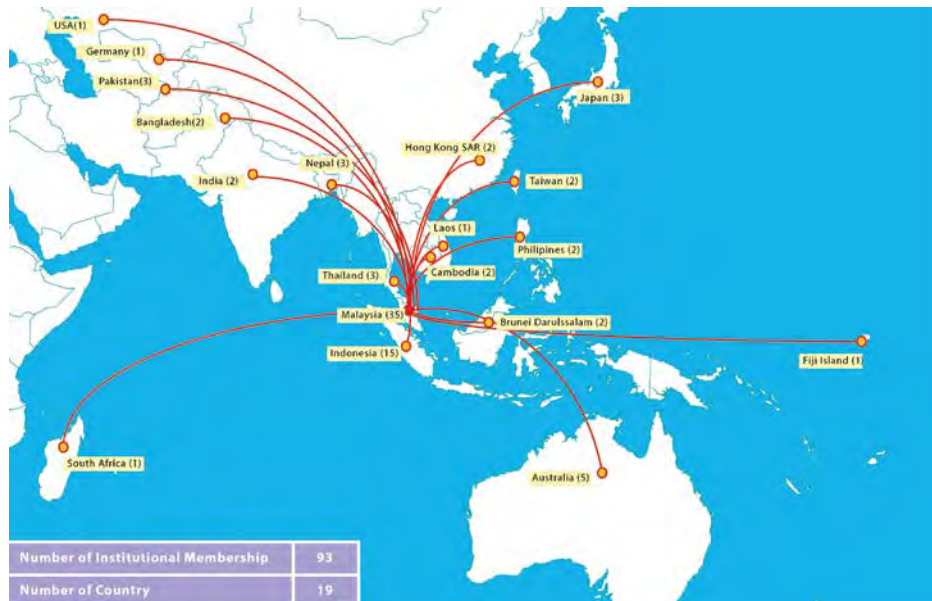 USA(1)
Germany (1)
Pakistan(3)
Japan (3)
Bangladesh(2)
Hong Kong SAR (2)
Nepal (3)
India (2)
Taiwan (2)
Laos (1)
Philipines (2)
Thailand (3)
Cambodia (2)
Malaysia (35)
Brunei Darulssalam (2)
Indonesia (15)
Fiji Island (1)
South Africa (1)
Australia (5)
Number of Institutional Membership 93
Number of Country 19